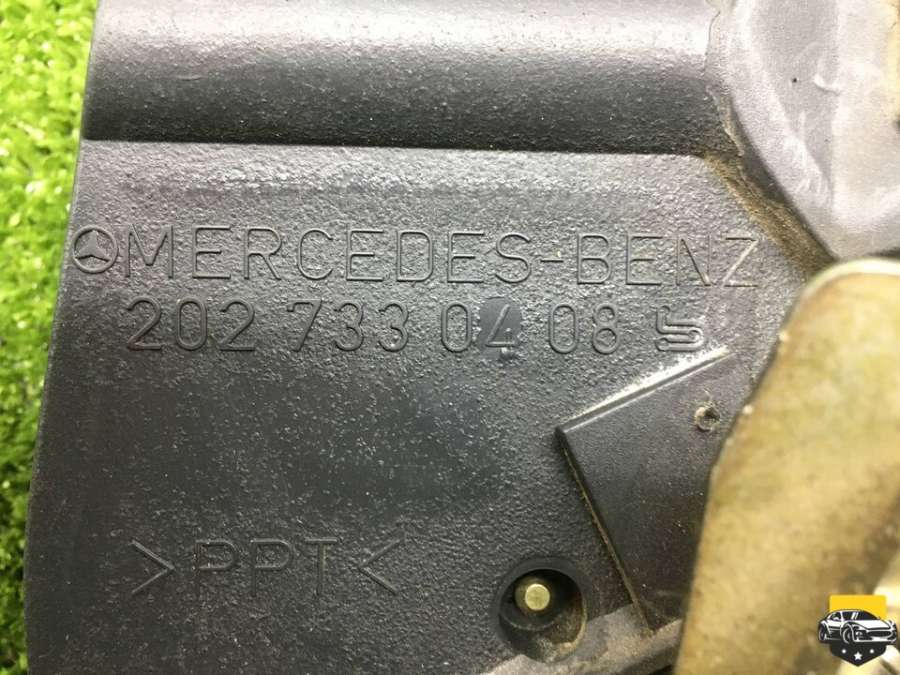 MERCEDES-BENZ
202 733 04 08
>PPT<